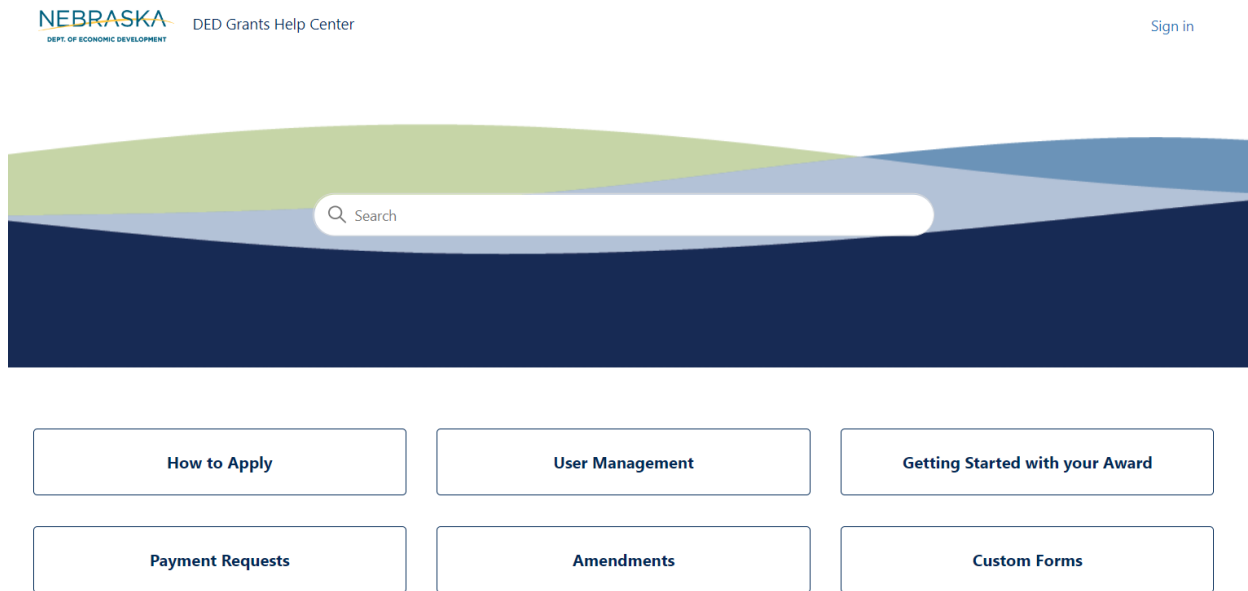 NEBRASKA
DEPT. OF ECONOMIC DEVELOPMENT
DED Grants Help Center
Sign in
Search
How to Apply
User Management
Getting Started with your Award
Payment Requests
Amendments
Custom Forms